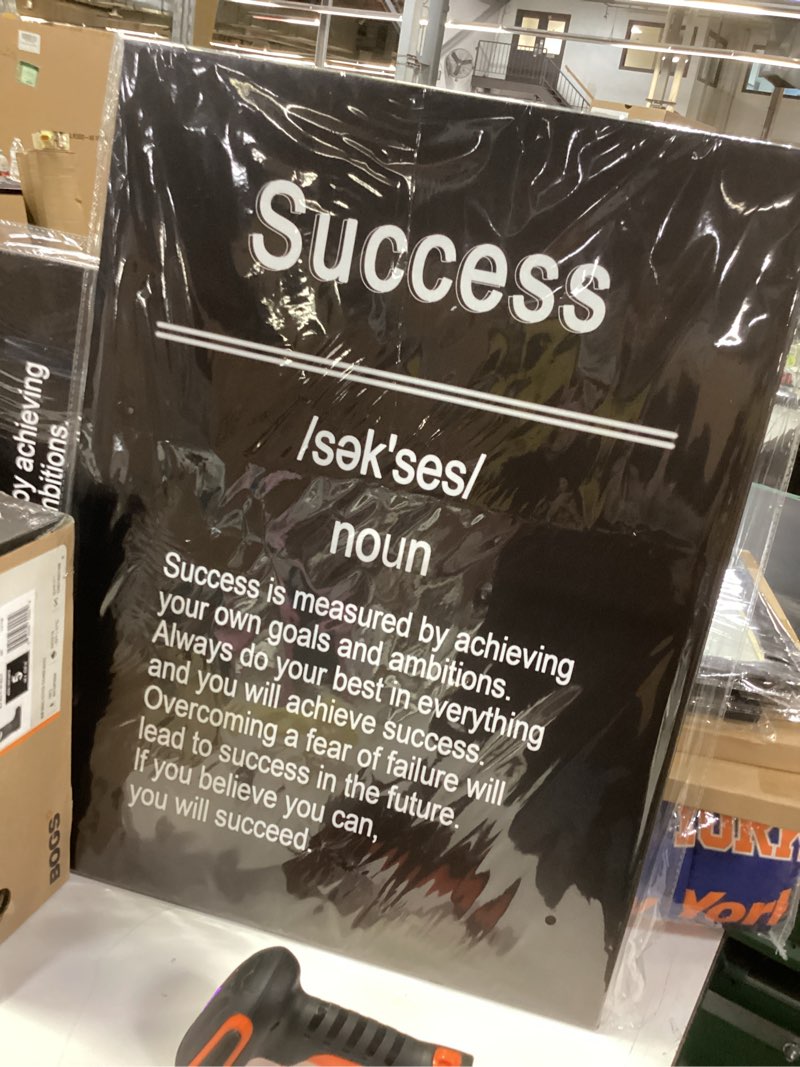 Success
/sək'ses/
noun
Success is measured by achieving
your own goals and ambitions.
Always do your best in everything
and you will achieve success.
Overcoming a fear of failure will
lead to success in the future.
If you believe you can,
you will succeed.
by achieving
mbitions.
BOGS
5
YORK
York